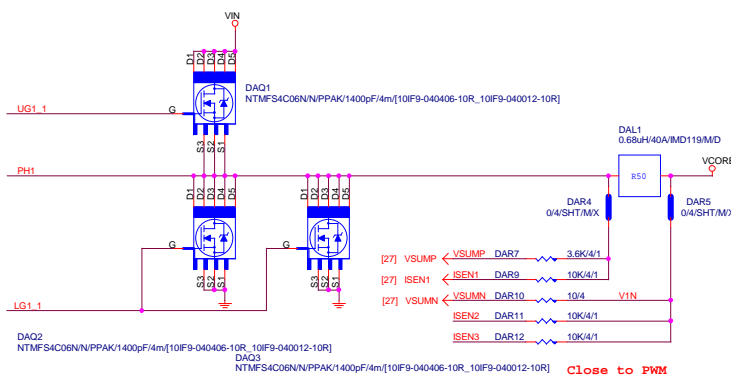 VIN
D1 D2 D3 D4 D5
DAQ1
NTMFS4C06N/N/PPAK/1400pF/4m/[10IF9-040406-10R_10IF9-040012-10R]
UG1_1
G
S3 S2 S1
DAL1
0.68uH/40A/IMD119/M/D
PH1
VCORE
R50
D1 D2 D3 D4 D5
D1 D2 D3 D4 D5
DAR4
0/4/SHT/M/X
DAR5
0/4/SHT/M/X
G
G
[27] VSUMP VSUMP DAR7 3.6K/4/1
S3 S2 S1
S3 S2 S1
[27] ISEN1 ISEN1 DAR9 10K/4/1
[27] VSUMN VSUMN DAR10 10/4 V1N
LG1_1
ISEN2 DAR11 10K/4/1
ISEN3 DAR12 10K/4/1
DAQ2
NTMFS4C06N/N/PPAK/1400pF/4m/[10IF9-040406-10R_10IF9-040012-10R]
DAQ3
NTMFS4C06N/N/PPAK/1400pF/4m/[10IF9-040406-10R_10IF9-040012-10R]
Close to PWM